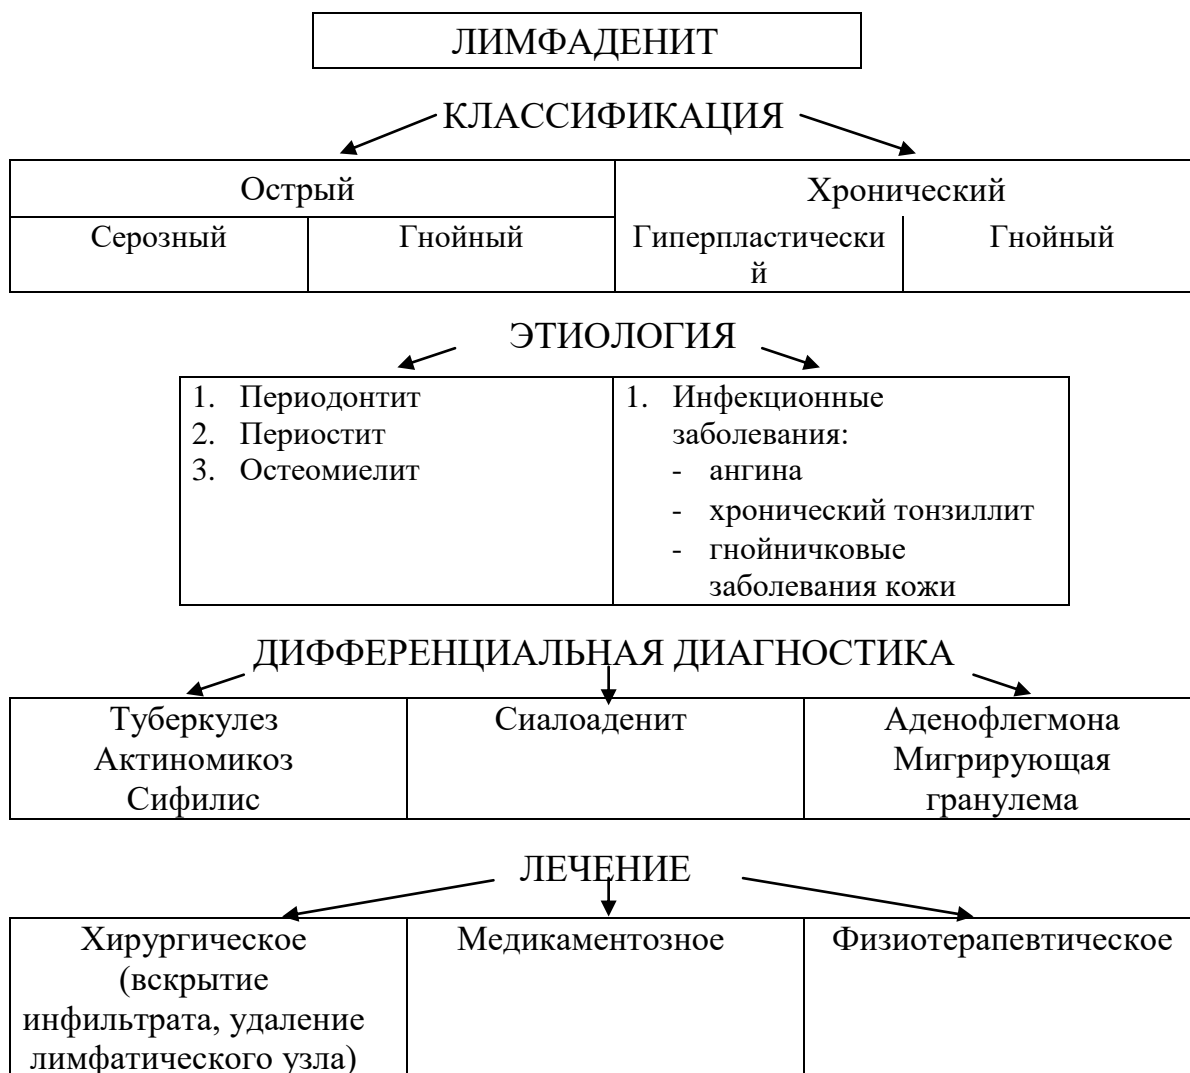 ЛИМФАДЕНИТ
КЛАССИФИКАЦИЯ
Острый
Хронический
Серозный
Гнойный
Гиперпластически
й
Гнойный
ЭТИОЛОГИЯ
1. Периодонтит
2. Периостит
3. Остеомиелит
1. Инфекционные
заболевания:
- ангина
- хронический тонзиллит
- гнойничковые
заболевания кожи
ДИФФЕРЕНЦИАЛЬНАЯ ДИАГНОСТИКА
Туберкулез
Актиномикоз
Сифилис
Сиалоаденит
Аденофлегмона
Мигрирующая
гранулема
ЛЕЧЕНИЕ
Хирургическое
(вскрытие
инфильтрата, удаление
лимфатического узла)
Медикаментозное
Физиотерапевтическое